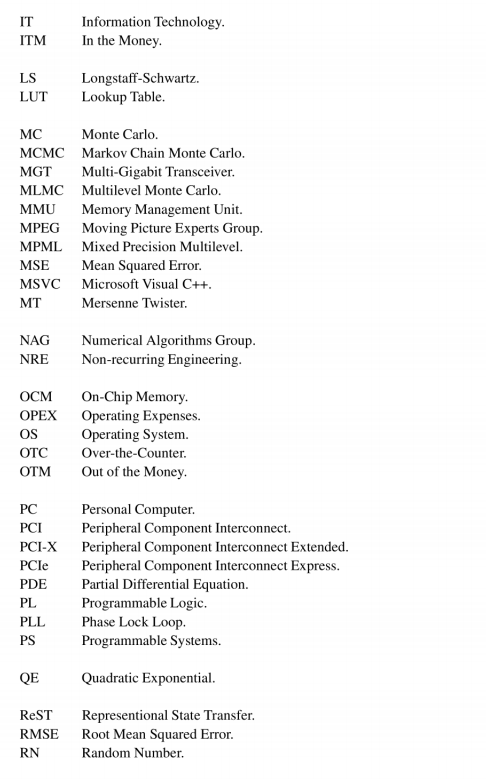 IT Information Technology.
ITM In the Money.
LS Longstaff-Schwartz.
LUT Lookup Table.
MC Monte Carlo.
MCMC Markov Chain Monte Carlo.
MGT Multi-Gigabit Transceiver.
MLMC Multilevel Monte Carlo.
MMU Memory Management Unit.
MPEG Moving Picture Experts Group.
MPML Mixed Precision Multilevel.
MSE Mean Squared Error.
MSVC Microsoft Visual C++.
MT Mersenne Twister.
NAG Numerical Algorithms Group.
NRE Non-recurring Engineering.
OCM On-Chip Memory.
OPEX Operating Expenses.
OS Operating System.
OTC Over-the-Counter.
OTM Out of the Money.
PC Personal Computer.
PCI Peripheral Component Interconnect.
PCI-X Peripheral Component Interconnect Extended.
PCIe Peripheral Component Interconnect Express.
PDE Partial Differential Equation.
PL Programmable Logic.
PLL Phase Lock Loop.
PS Programmable Systems.
QE Quadratic Exponential.
ReST Representional State Transfer.
RMSE Root Mean Squared Error.
RN Random Number.